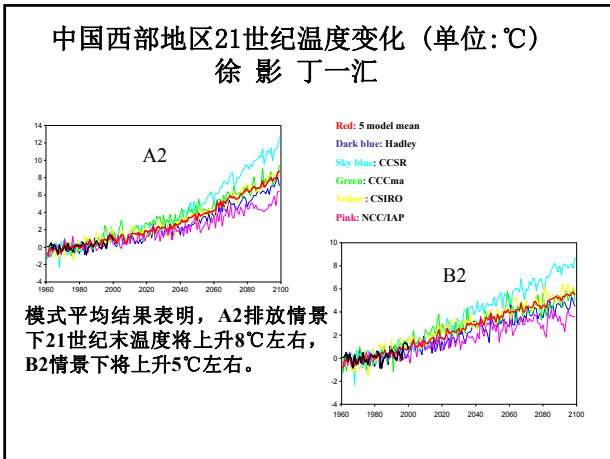 中国西部地区21世纪温度变化 (单位:℃)
徐 影 丁一汇
14
12
10
8
6
4
2
0
-2
-4
A2
1960 1980 2000 2020 2040 2060 2080 2100
Red: 5 model mean
Dark blue: Hadley
Sky blue: CCSR
Green: CCCma
Yellow: CSIRO
Pink: NCC/IAP
模式平均结果表明，A2排放情景
下21世纪末温度将上升8℃左右，
B2情景下将上升5℃左右。
10
8
6
4
2
0
-2
-4
B2
1960 1980 2000 2020 2040 2060 2080 2100